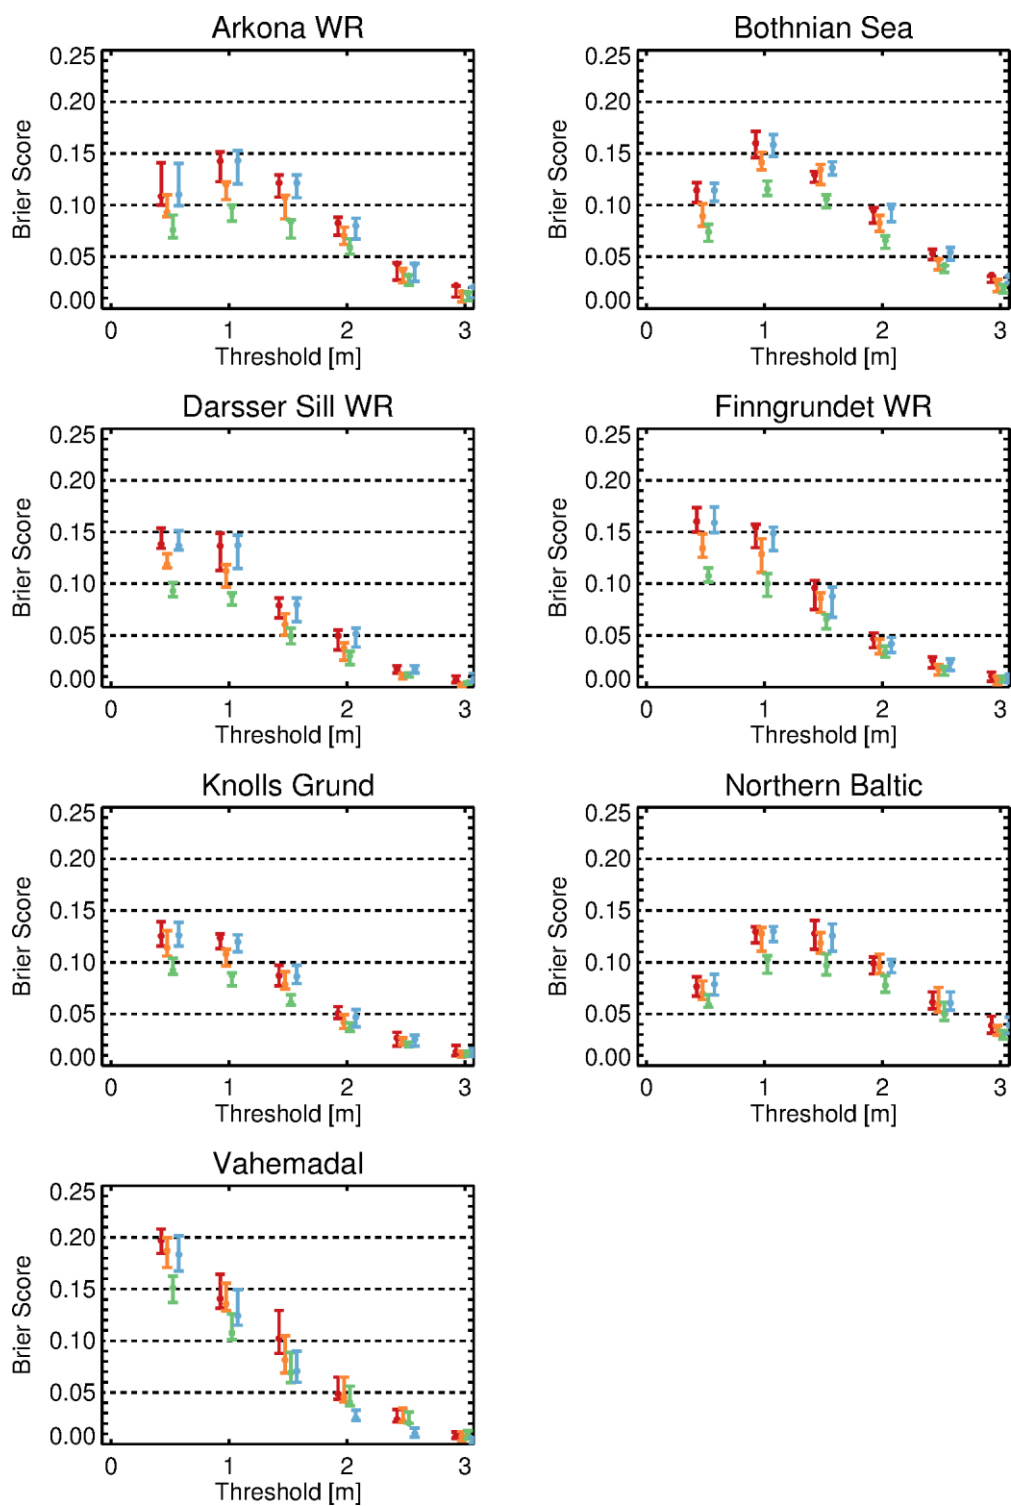 Arkona WR
Bothnian Sea
0.25
0.20
0.15
0.10
0.05
0.00
Brier Score
0 1 2 3
Threshold [m]
0.25
0.20
0.15
0.10
0.05
0.00
Brier Score
0 1 2 3
Threshold [m]
Darsser Sill WR
Finngrundet WR
0.25
0.20
0.15
0.10
0.05
0.00
Brier Score
0 1 2 3
Threshold [m]
0.25
0.20
0.15
0.10
0.05
0.00
Brier Score
0 1 2 3
Threshold [m]
Knolls Grund
Northern Baltic
0.25
0.20
0.15
0.10
0.05
0.00
Brier Score
0 1 2 3
Threshold [m]
0.25
0.20
0.15
0.10
0.05
0.00
Brier Score
0 1 2 3
Threshold [m]
Vahemadal
0.25
0.20
0.15
0.10
0.05
0.00
Brier Score
0 1 2 3
Threshold [m]